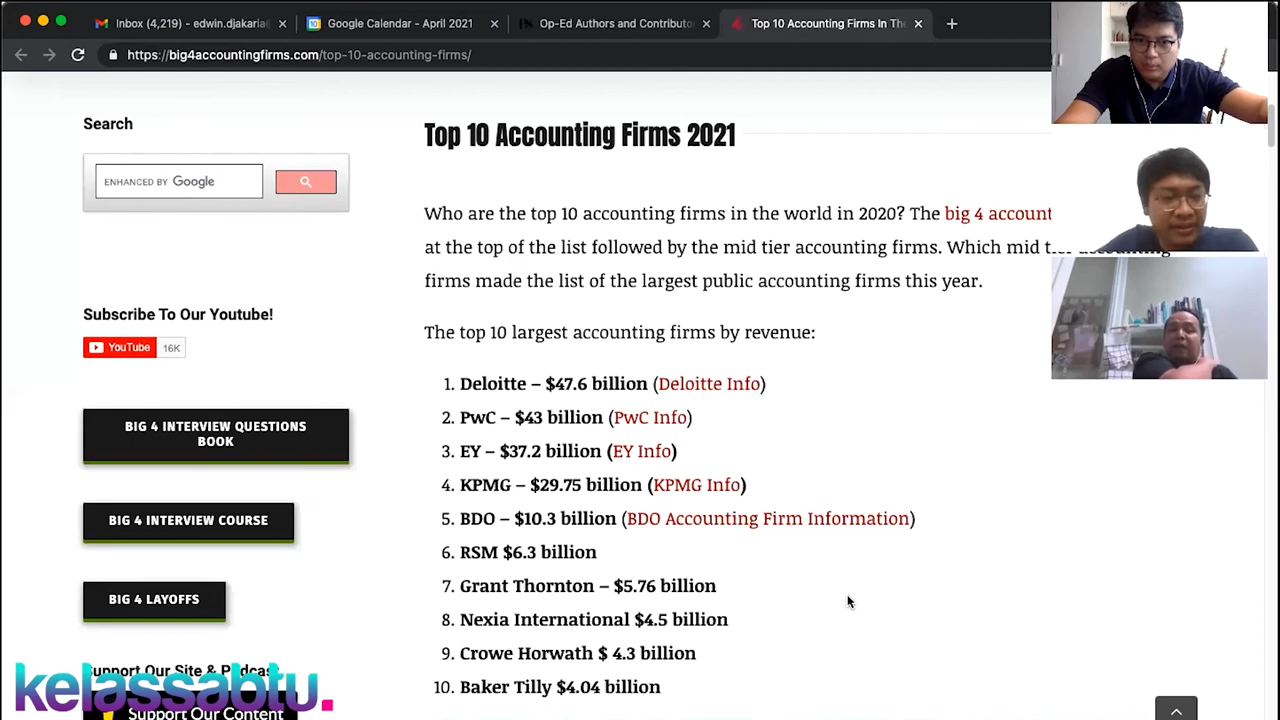 Inbox (4,219) - edwin.djakaria@
Google Calendar - April 2021
Op-Ed Authors and Contributo
Top 10 Accounting Firms In The
https://big4accountingfirms.com/top-10-accounting-firms/
Search
ENHANCED BY Google
Subscribe To Our Youtube!
YouTube 16K
BIG 4 INTERVIEW QUESTIONS
BOOK
BIG 4 INTERVIEW COURSE
BIG 4 LAYOFFS
Support Our Site & Podcast
Support Our Content
kelassabtu.
Top 10 Accounting Firms 2021
Who are the top 10 accounting firms in the world in 2020? The big 4 account
at the top of the list followed by the mid tier accounting firms. Which mid tier accounting
firms made the list of the largest public accounting firms this year.
The top 10 largest accounting firms by revenue:
1. Deloitte – $47.6 billion (Deloitte Info)
2. PwC – $43 billion (PwC Info)
3. EY – $37.2 billion (EY Info)
4. KPMG – $29.75 billion (KPMG Info)
5. BDO – $10.3 billion (BDO Accounting Firm Information)
6. RSM $6.3 billion
7. Grant Thornton – $5.76 billion
8. Nexia International $4.5 billion
9. Crowe Horwath $ 4.3 billion
10. Baker Tilly $4.04 billion